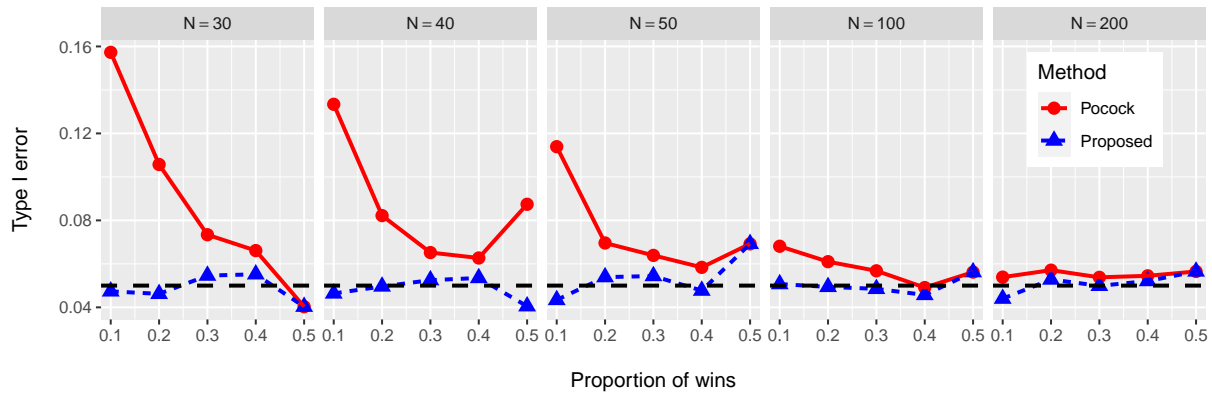 N = 30 N = 40 N = 50 N = 100 N = 200
0.16
0.12
0.08
0.04
Type I error
Method
Pocock
Proposed
0.1 0.2 0.3 0.4 0.5 0.1 0.2 0.3 0.4 0.5 0.1 0.2 0.3 0.4 0.5 0.1 0.2 0.3 0.4 0.5 0.1 0.2 0.3 0.4 0.5
Proportion of wins